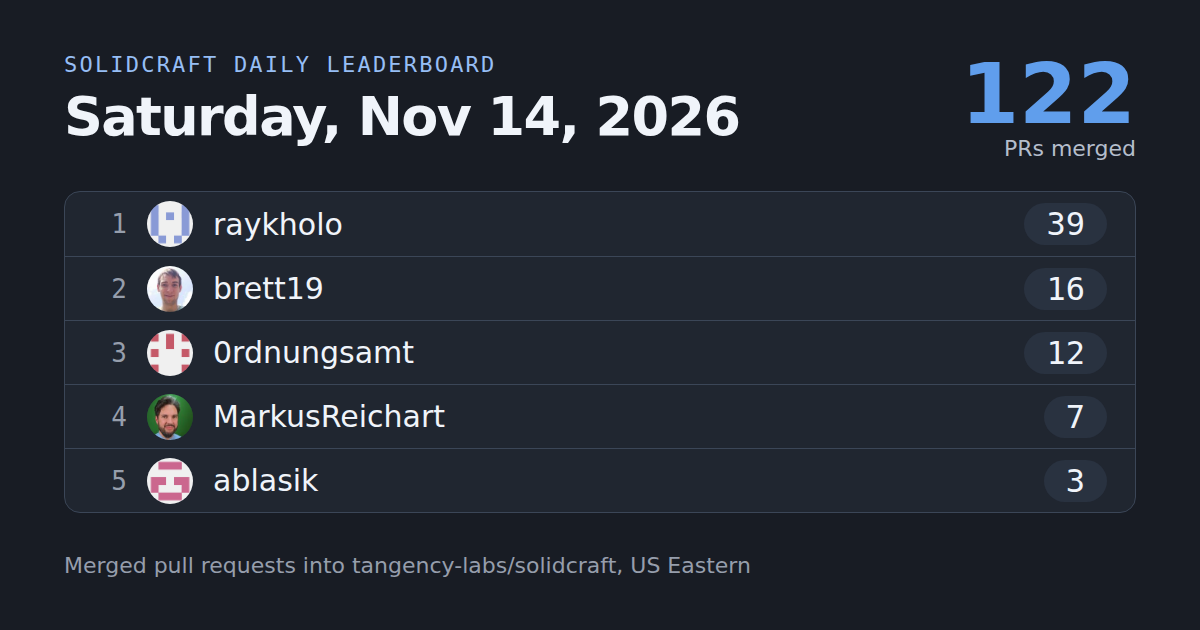 SOLIDCRAFT DAILY LEADERBOARD
Saturday, Nov 14, 2026
122
PRs merged
1 raykholo 39
2 brett19 16
3 0rdnungsamt 12
4 MarkusReichart 7
5 ablasik 3
Merged pull requests into tangency-labs/solidcraft, US Eastern